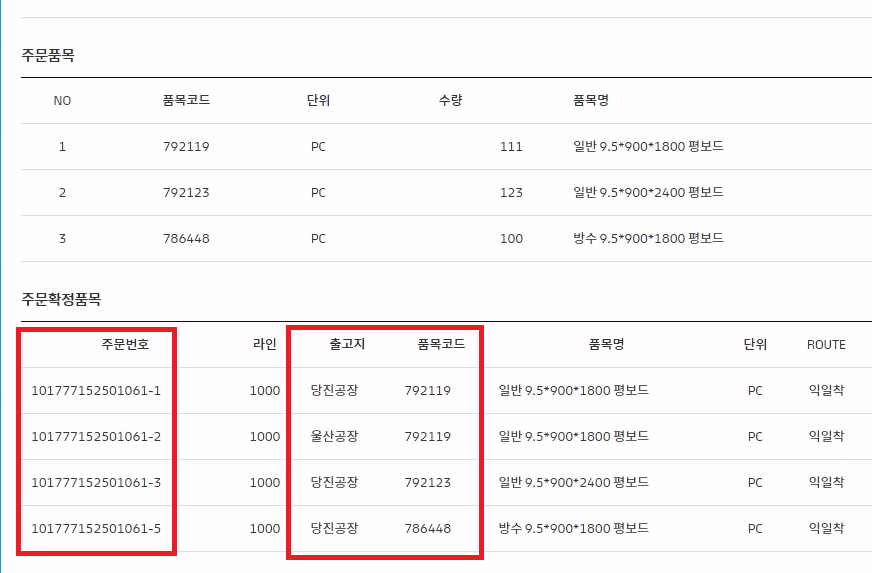 주문품목
NO 품목코드 단위 수량 품목명
1 792119 PC 111 일반 9.5*900*1800 평보드
2 792123 PC 123 일반 9.5*900*2400 평보드
3 786448 PC 100 방수 9.5*900*1800 평보드
주문확정품목
주문번호 라인 출고지 품목코드 품목명 단위 ROUTE
101777152501061-1 1000 당진공장 792119 일반 9.5*900*1800 평보드 PC 익일착
101777152501061-2 1000 울산공장 792119 일반 9.5*900*1800 평보드 PC 익일착
101777152501061-3 1000 당진공장 792123 일반 9.5*900*2400 평보드 PC 익일착
101777152501061-5 1000 당진공장 786448 방수 9.5*900*1800 평보드 PC 익일착